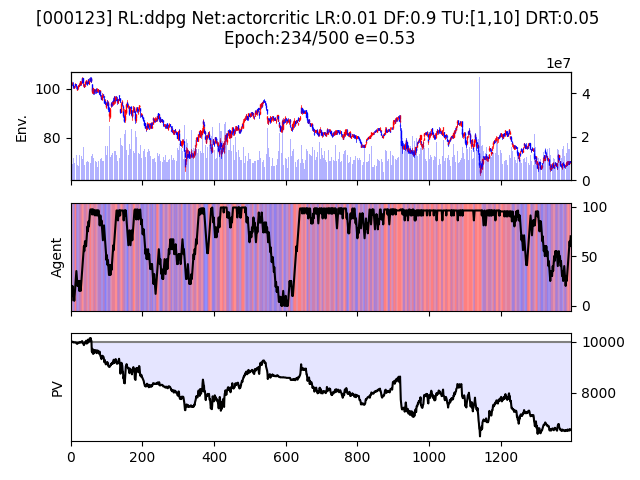 [000123] RL:ddpg Net:actorcritic LR:0.01 DF:0.9 TU:[1,10] DRT:0.05
Epoch:234/500 e=0.53
1e7
Env.
100
80
4
2
0
Agent
100
50
0
PV
10000
8000
0 200 400 600 800 1000 1200